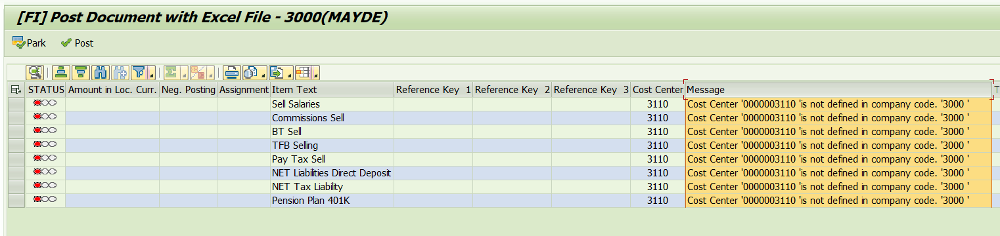 [FI] Post Document with Excel File - 3000(MAYDE)
Park Post
STATUS Amount in Loc. Curr. Neg. Posting Assignment Item Text Reference Key 1 Reference Key 2 Reference Key 3 Cost Center Message T
Sell Salaries 3110 Cost Center '0000003110 'is not defined in company code. '3000 '
Commissions Sell 3110 Cost Center '0000003110 'is not defined in company code. '3000 '
BT Sell 3110 Cost Center '0000003110 'is not defined in company code. '3000 '
TFB Selling 3110 Cost Center '0000003110 'is not defined in company code. '3000 '
Pay Tax Sell 3110 Cost Center '0000003110 'is not defined in company code. '3000 '
NET Liabilities Direct Deposit 3110 Cost Center '0000003110 'is not defined in company code. '3000 '
NET Tax Liability 3110 Cost Center '0000003110 'is not defined in company code. '3000 '
Pension Plan 401K 3110 Cost Center '0000003110 'is not defined in company code. '3000 '